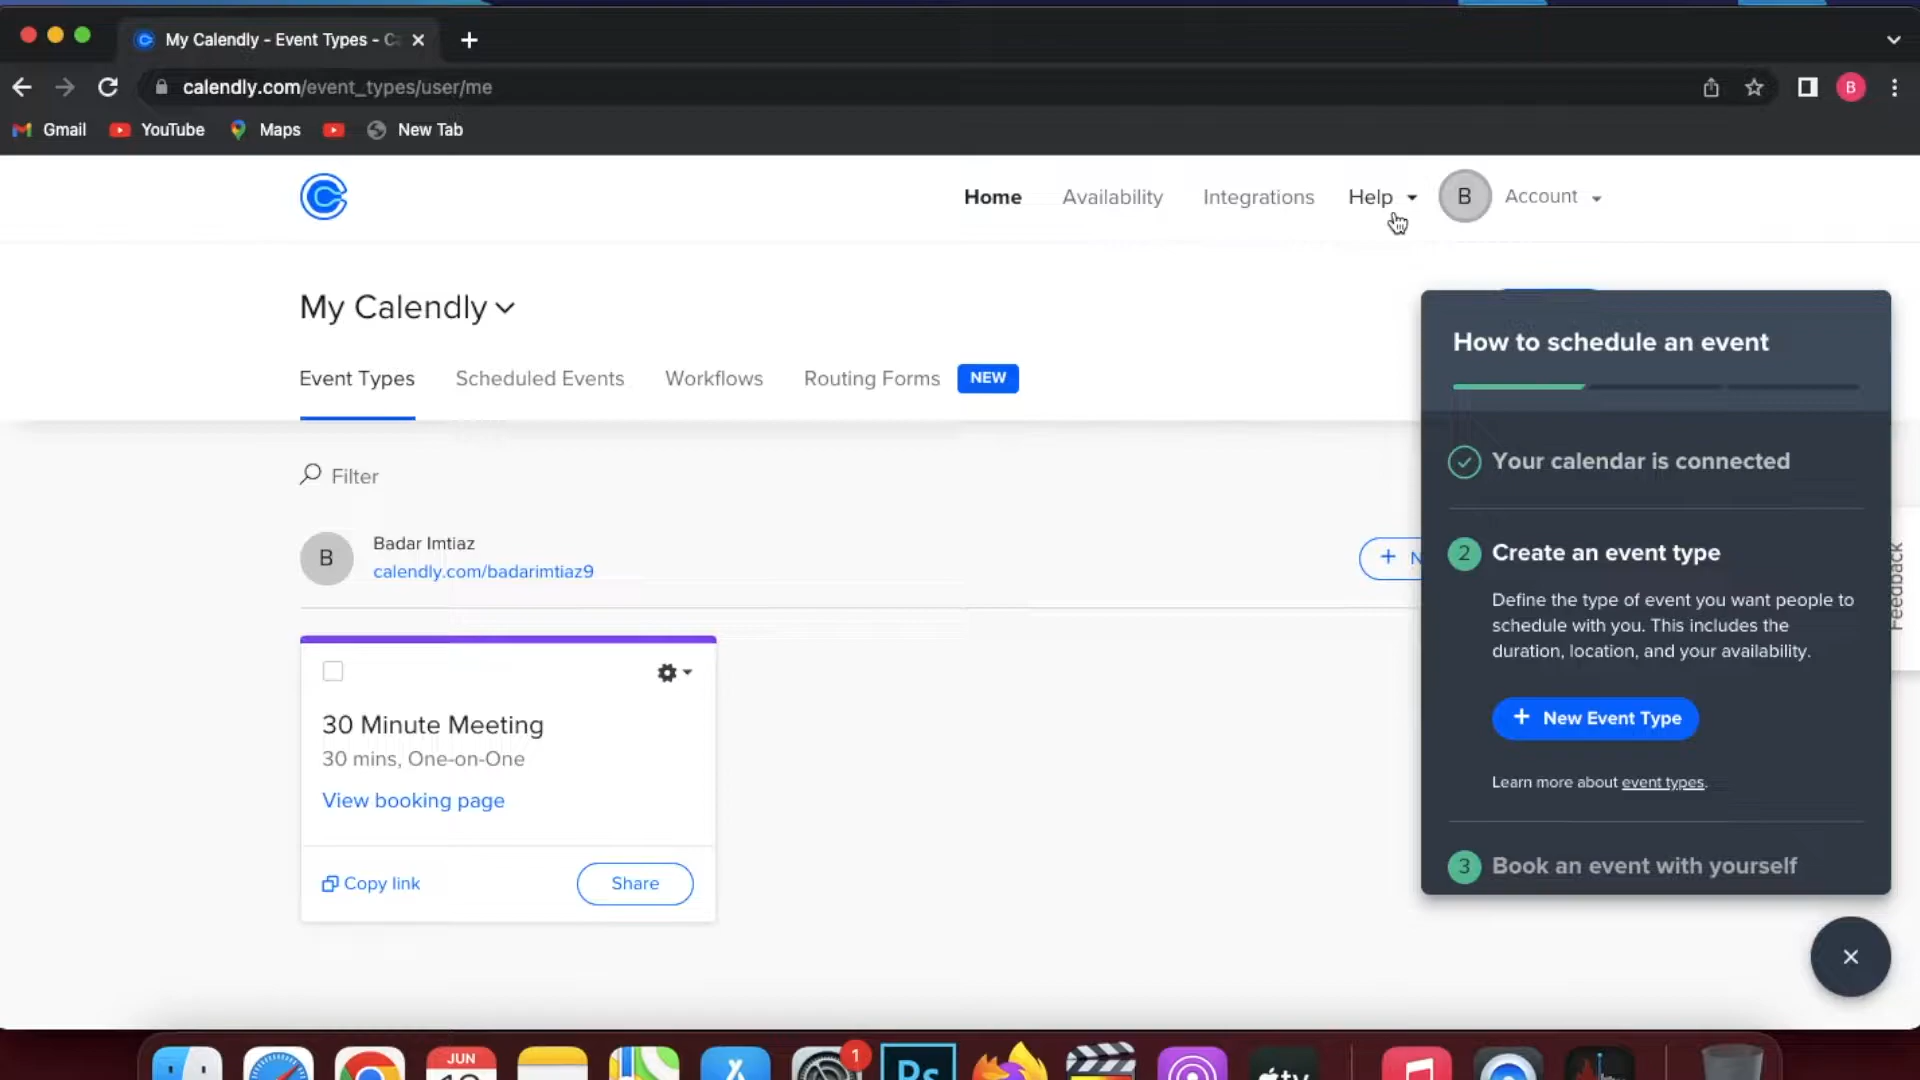 My Calendly - Event Types - C
calendly.com/event_types/user/me
B
Gmail
YouTube
Maps
New Tab
Home
Availability
Integrations
Help
B
Account
My Calendly
Event Types
Scheduled Events
Workflows
Routing Forms
NEW
Filter
B
Badar Imtiaz
calendly.com/badarimtiaz9
+ N
30 Minute Meeting
30 mins, One-on-One
View booking page
Copy link
Share
How to schedule an event
Your calendar is connected
2 Create an event type
Define the type of event you want people to
schedule with you. This includes the
duration, location, and your availability.
+ New Event Type
Learn more about event types.
3 Book an event with yourself
Feedback
JUN
1
Ps
tv